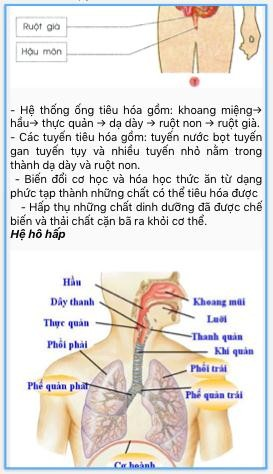 Ruột già
Hậu môn
- Hệ thống ống tiêu hóa gồm: khoang miệng→
hầu→ thực quản → dạ dày → ruột non → ruột già.
- Các tuyến tiêu hóa gồm: tuyến nước bọt tuyến
gan tuyến tụy và nhiều tuyến nhỏ nằm trong
thành dạ dày và ruột non.
- Biến đổi cơ học và hóa học thức ăn từ dạng
phức tạp thành những chất có thể tiêu hóa được
- Hấp thụ những chất dinh dưỡng đã được chế
biến và thải chất cặn bã ra khỏi cơ thể.
Hệ hô hấp
Hầu
Dây thanh
Khoang mũi
Lưỡi
Thực quản
Thanh quản
Khí quản
Phổi phải
Phổi trái
Phế quản phải
Phế quản trái
Cơ hoành